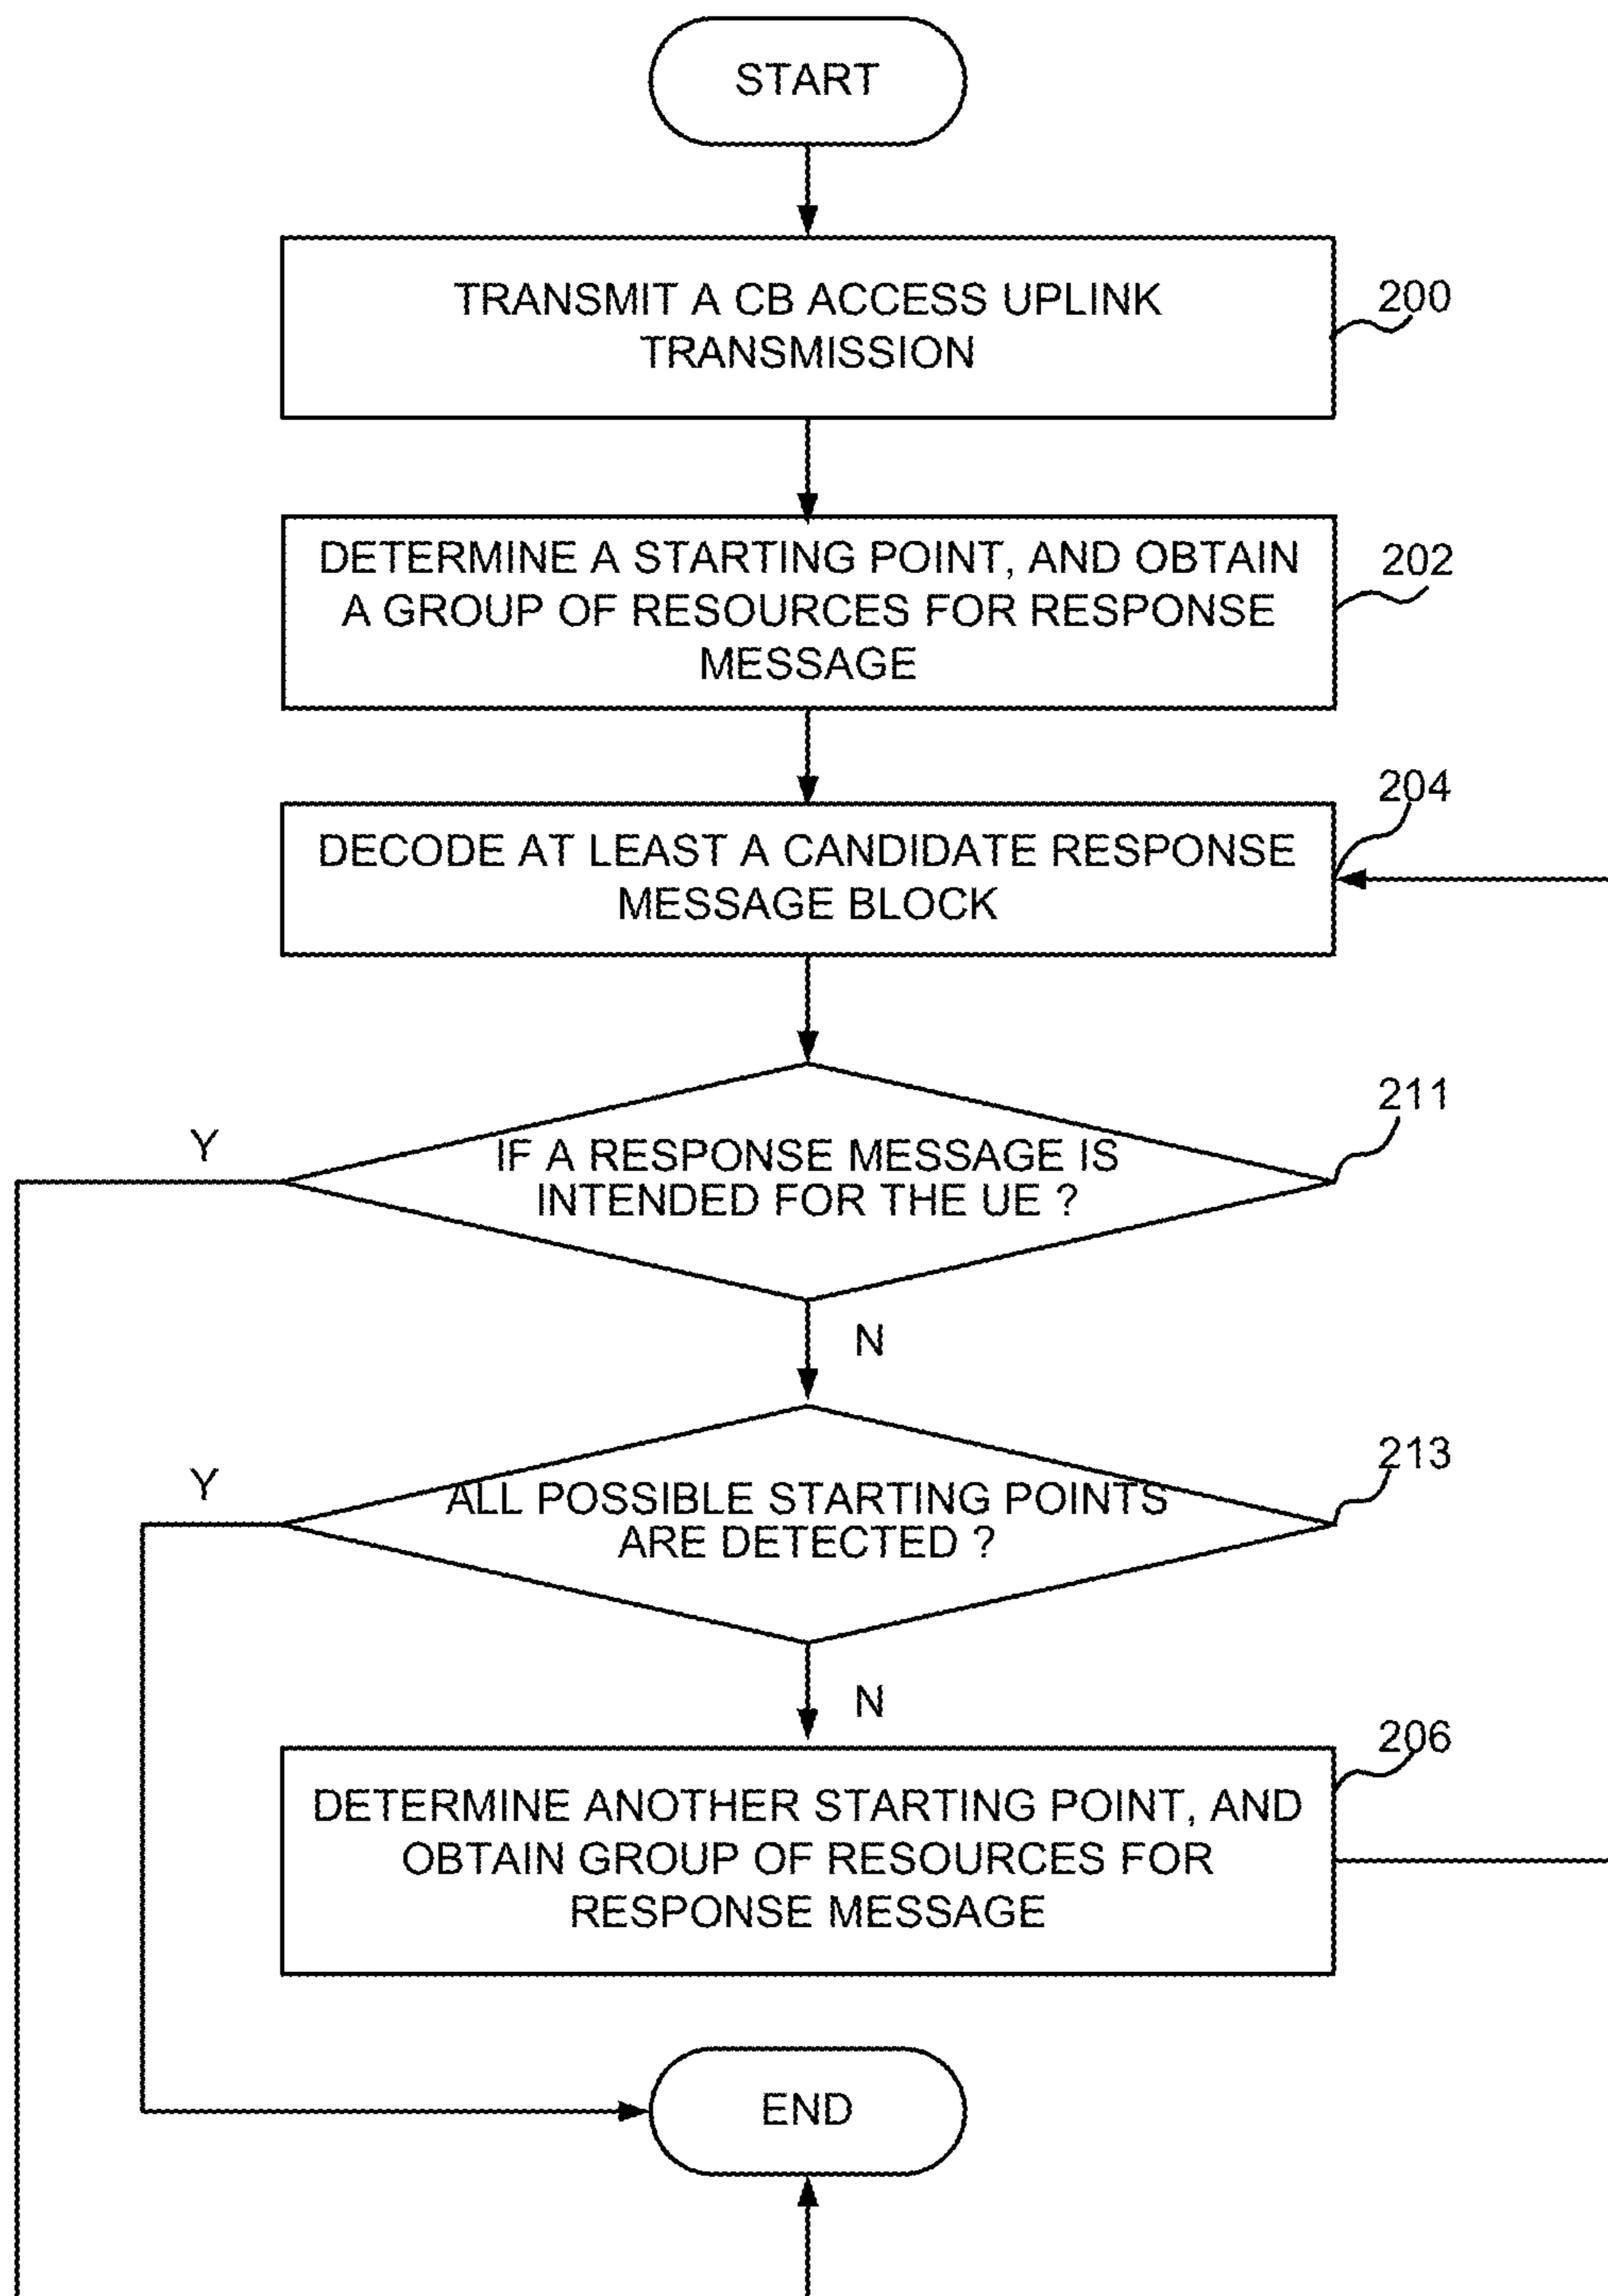 START
TRANSMIT A CB ACCESS UPLINK
TRANSMISSION
200
DETERMINE A STARTING POINT, AND OBTAIN
A GROUP OF RESOURCES FOR RESPONSE
MESSAGE
202
204
DECODE AT LEAST A CANDIDATE RESPONSE
MESSAGE BLOCK
211
Y
IF A RESPONSE MESSAGE IS
INTENDED FOR THE UE ?
N
213
Y
ALL POSSIBLE STARTING POINTS
ARE DETECTED ?
N
206
DETERMINE ANOTHER STARTING POINT, AND
OBTAIN GROUP OF RESOURCES FOR
RESPONSE MESSAGE
END